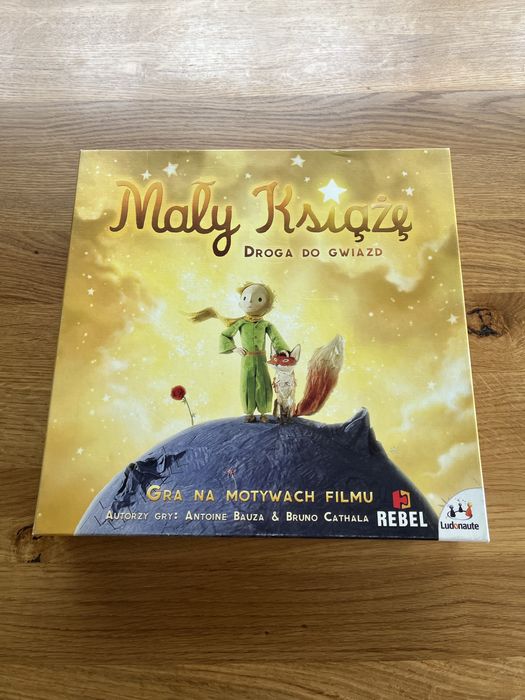 Mały Książę
Droga do gwiazd
Gra na motywach filmu
Autorzy gry: Antoine Bauza & Bruno Cathala
REBEL
Ludonaute